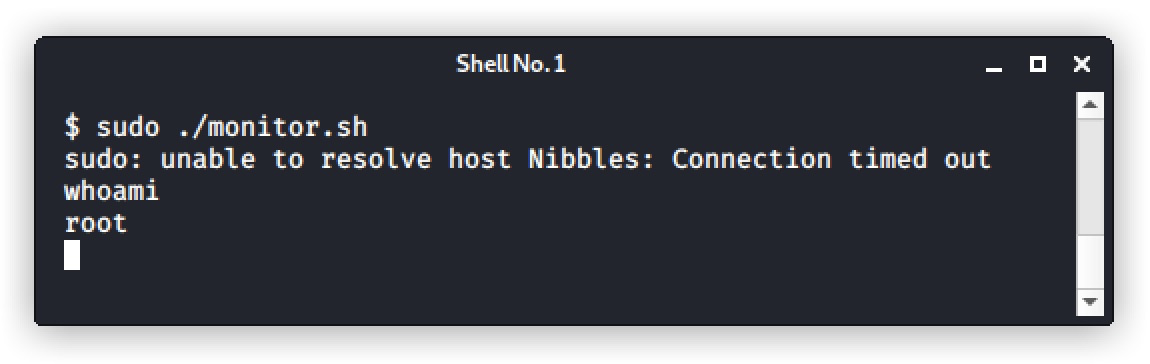 Shell No. 1
$ sudo ./monitor.sh
sudo: unable to resolve host Nibbles: Connection timed out
whoami
root